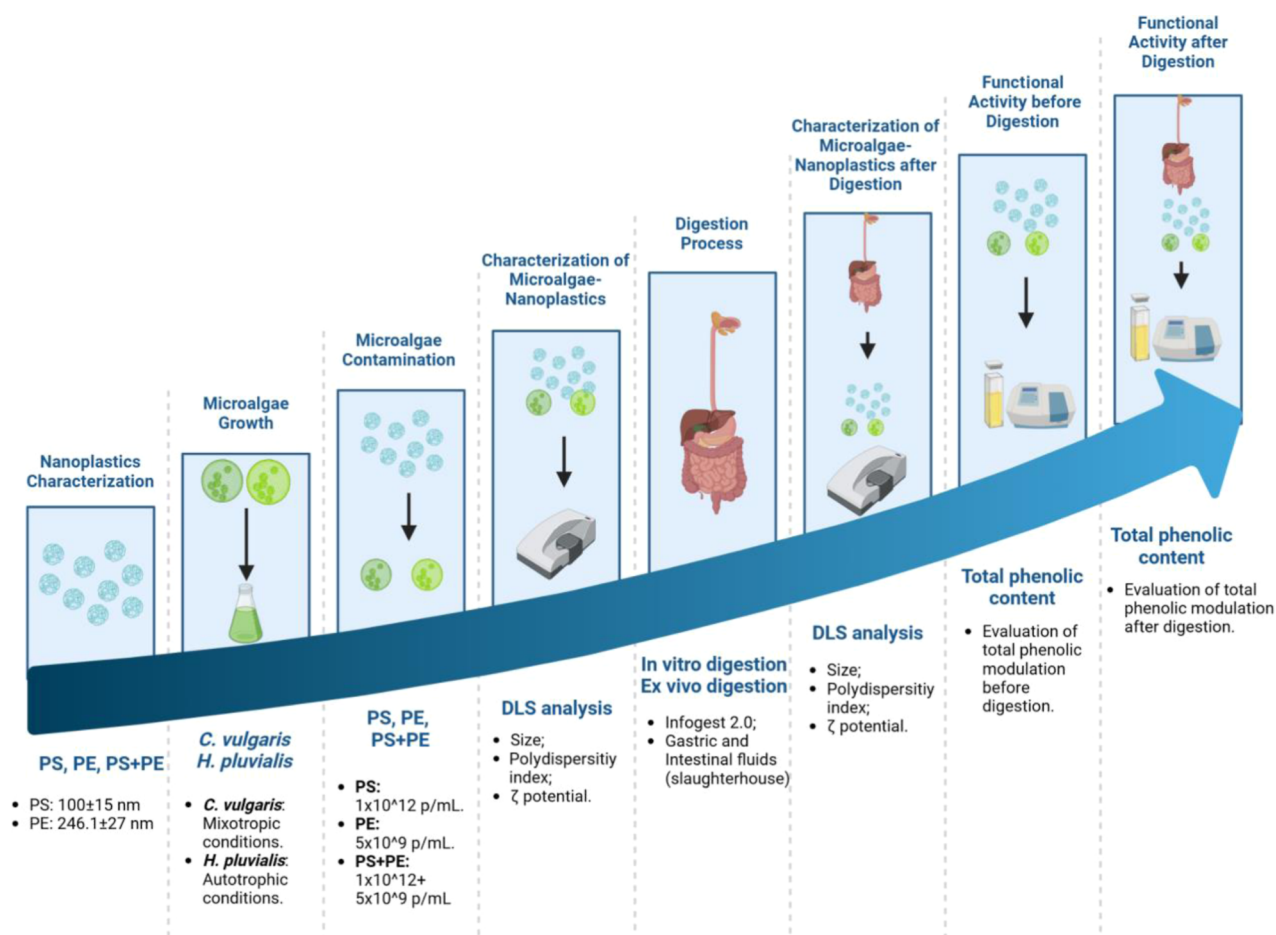 Nanoplastics
Characterization
PS, PE, PS+PE
• PS: 100±15 nm
• PE: 246.1±27 nm
Microalgae
Growth
C. vulgaris
H. pluvialis
• C. vulgaris:
Mixotropic
conditions.
• H. pluvialis:
Autotrophic
conditions.
Microalgae
Contamination
PS, PE,
PS+PE
• PS:
1x10^12 p/mL.
• PE:
5x10^9 p/mL.
• PS+PE:
1x10^12+
5x10^9 p/mL
Characterization of
Microalgae-
Nanoplastics
DLS analysis
• Size;
• Polydispersitiy
index;
• ζ potential.
Digestion
Process
In vitro digestion
Ex vivo digestion
• Infogest 2.0;
• Gastric and
Intestinal fluids
(slaughterhouse)
Characterization of
Microalgae-
Nanoplastics after
Digestion
DLS analysis
• Size;
• Polydispersitiy
index;
• ζ potential.
Functional
Activity before
Digestion
Total phenolic
content
• Evaluation of
total phenolic
modulation
before
digestion.
Functional
Activity after
Digestion
Total phenolic
content
• Evaluation of total
phenolic modulation
after digestion.